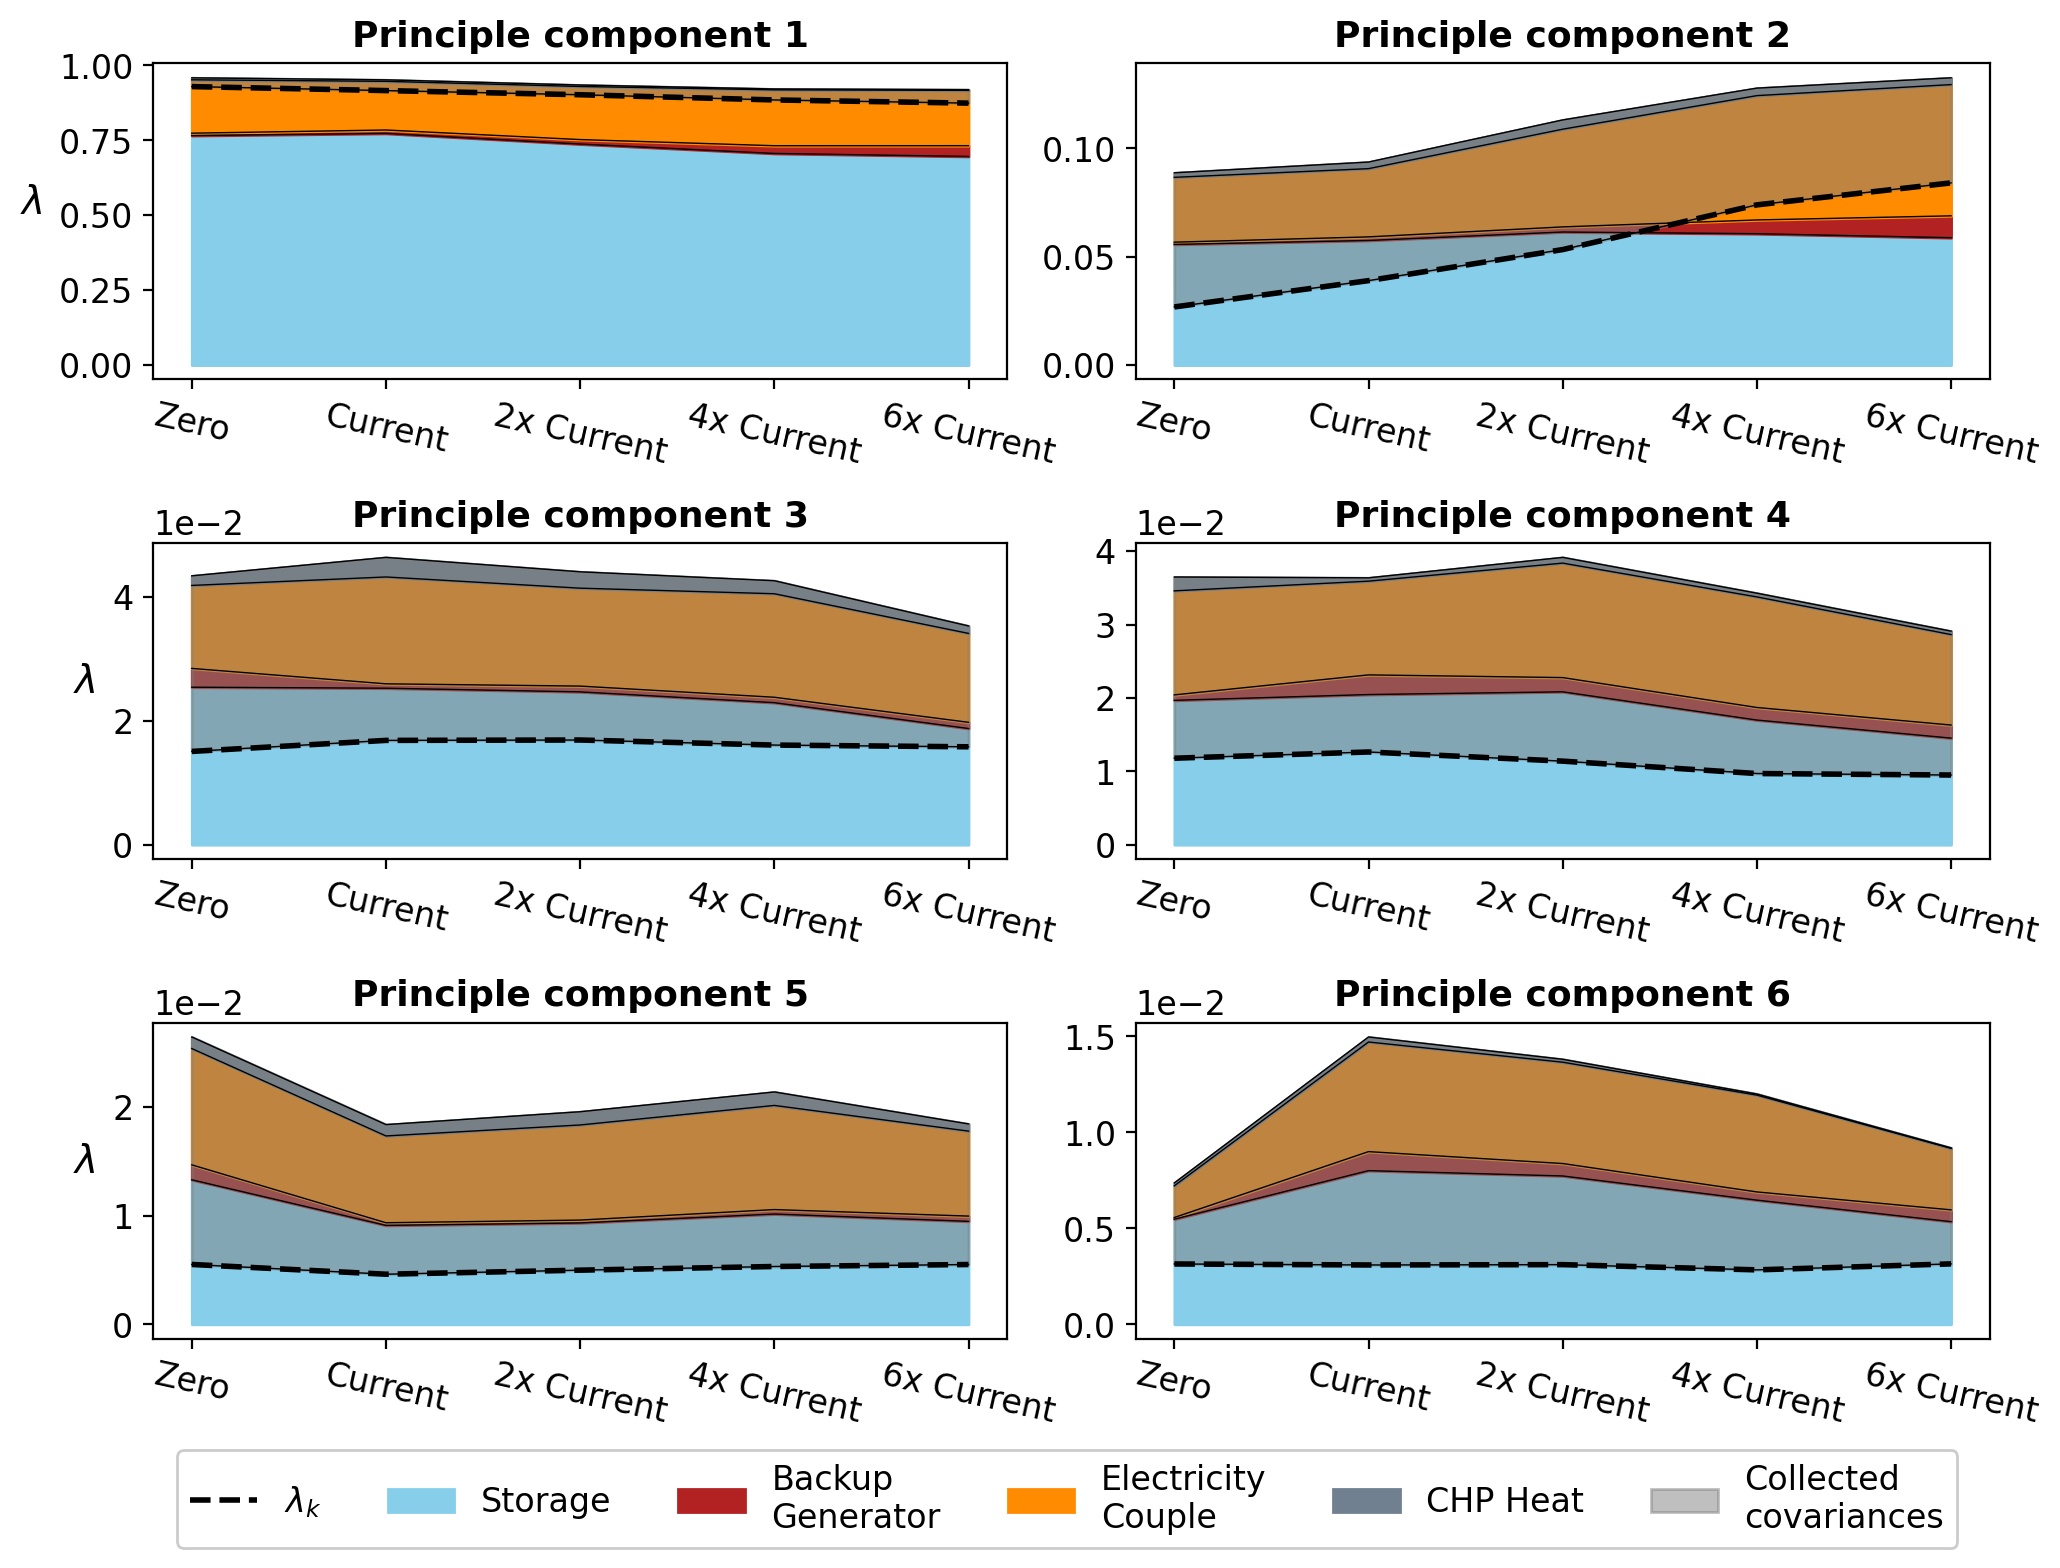 Principle component 1
Principle component 2
λ
1.00
0.75
0.50
0.25
0.00
0.10
0.05
0.00
Zero
Current
2x Current
4x Current
6x Current
Zero
Current
2x Current
4x Current
6x Current
Principle component 3
Principle component 4
1e−2
1e−2
λ
4
2
0
4
3
2
1
0
Zero
Current
2x Current
4x Current
6x Current
Zero
Current
2x Current
4x Current
6x Current
Principle component 5
Principle component 6
1e−2
1e−2
λ
2
1
0
1.5
1.0
0.5
0.0
Zero
Current
2x Current
4x Current
6x Current
Zero
Current
2x Current
4x Current
6x Current
λk
Storage
Backup
Generator
Electricity
Couple
CHP Heat
Collected
covariances